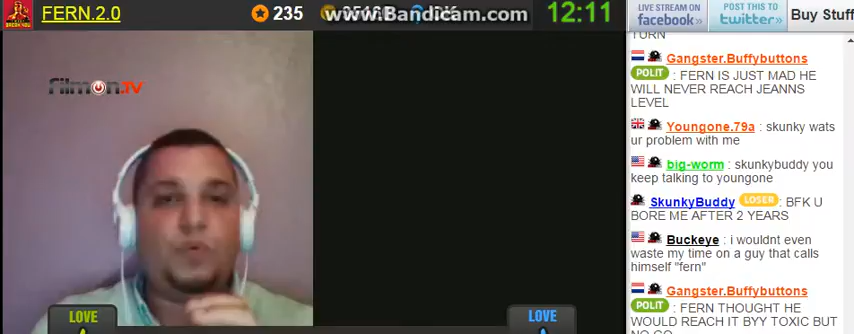 FERN.2.0
235
www.Bandicam.com
12:11
LIVE STREAM ON
facebook»
POST THIS TO
twitter»
Buy Stuff
filmon.TV
TURN
Gangster.Buffybuttons
POLIT : FERN IS JUST MAD HE
WILL NEVER REACH JEANNS
LEVEL
Youngone.79a : skunky wats
ur problem with me
big-worm : skunkybuddy you
keep talking to youngone
SkunkyBuddy LOSER : BFK U
BORE ME AFTER 2 YEARS
Buckeye : i wouldnt even
waste my time on a guy that calls
himself "fern"
Gangster.Buffybuttons
POLIT : FERN THOUGHT HE
WOULD REACH IT BYY TOXIC BUT
NO GO
LOVE
LOVE